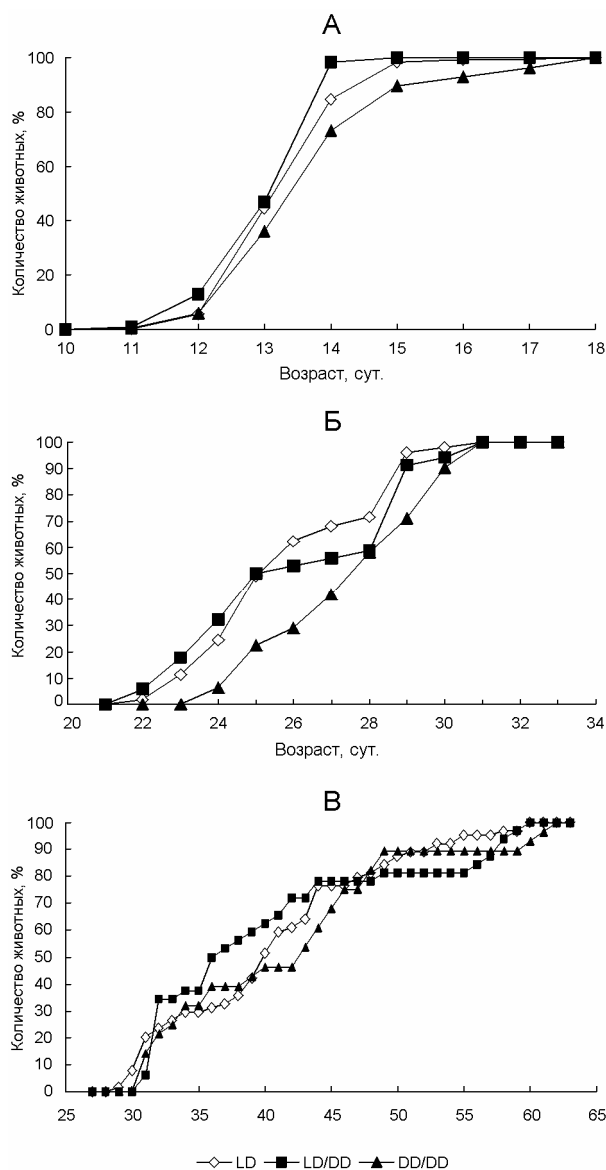 А
Количество животных, %
100
80
60
40
20
0
10 11 12 13 14 15 16 17 18
Возраст, сут.
Б
Количество животных, %
100
90
80
70
60
50
40
30
20
10
0
20 22 24 26 28 30 32 34
Возраст, сут.
В
Количество животных, %
100
90
80
70
60
50
40
30
20
10
0
25 30 35 40 45 50 55 60 65
LD LD/DD DD/DD